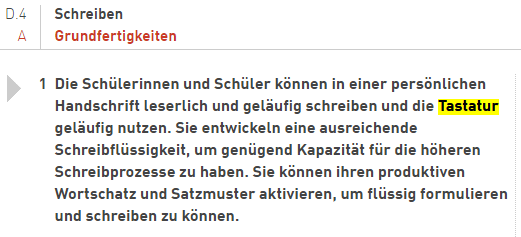 D.4 Schreiben
A Grundfertigkeiten
1 Die Schülerinnen und Schüler können in einer persönlichen
Handschrift leserlich und geläufig schreiben und die Tastatur
geläufig nutzen. Sie entwickeln eine ausreichende
Schreibflüssigkeit, um genügend Kapazität für die höheren
Schreibprozesse zu haben. Sie können ihren produktiven
Wortschatz und Satzmuster aktivieren, um flüssig formulieren
und schreiben zu können.